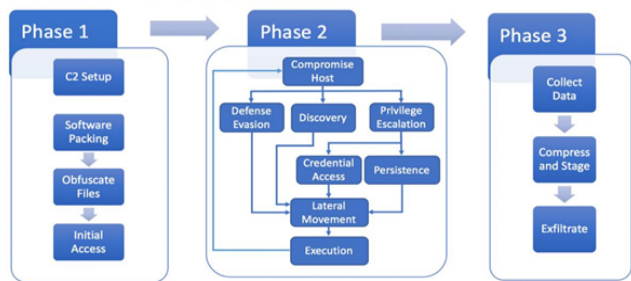 Phase 1
C2 Setup
Software
Packing
Obfuscate
Files
Initial
Access
Phase 2
Compromise
Host
Defense
Evasion
Discovery
Privilege
Escalation
Credential
Access
Persistence
Lateral
Movement
Execution
Phase 3
Collect
Data
Compress
and Stage
Exfiltrate